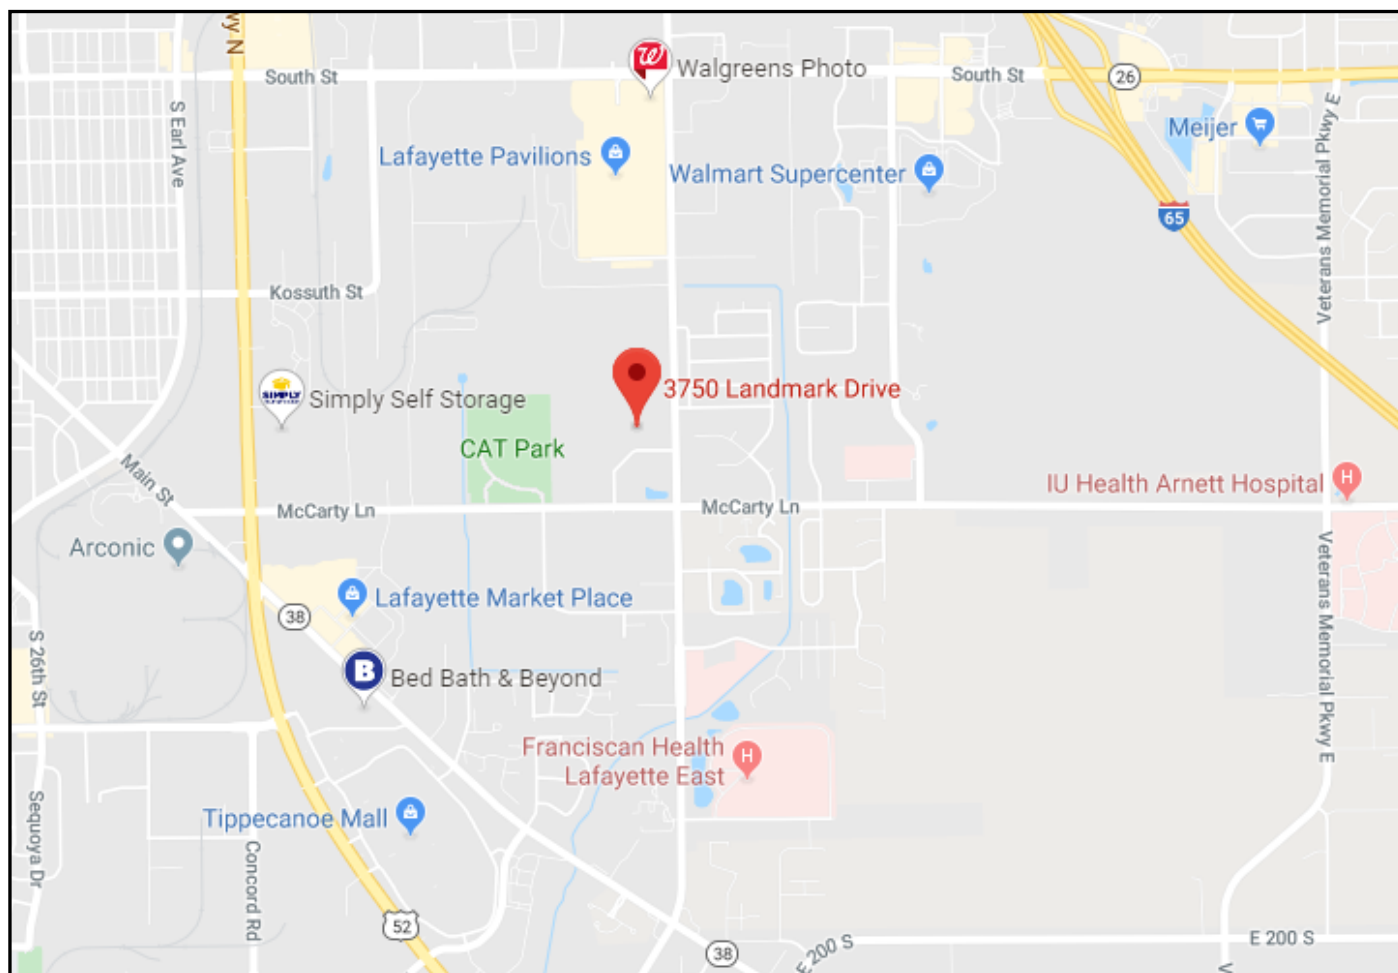 wy N
South St
Walgreens Photo
South St
26
S Earl Ave
Lafayette Pavilions
Walmart Supercenter
Meijer
Veterans Memorial Pkwy E
65
Kossuth St
SIMPLY
Simply Self Storage
3750 Landmark Drive
CAT Park
Main St
McCarty Ln
McCarty Ln
IU Health Arnett Hospital
H
Arconic
38
Lafayette Market Place
Veterans Memorial Pkwy E
S 26th St
B
Bed Bath & Beyond
Franciscan Health
Lafayette East
H
Tippecanoe Mall
Sequoya Dr
Concord Rd
52
38
E 200 S
E 200 S
V